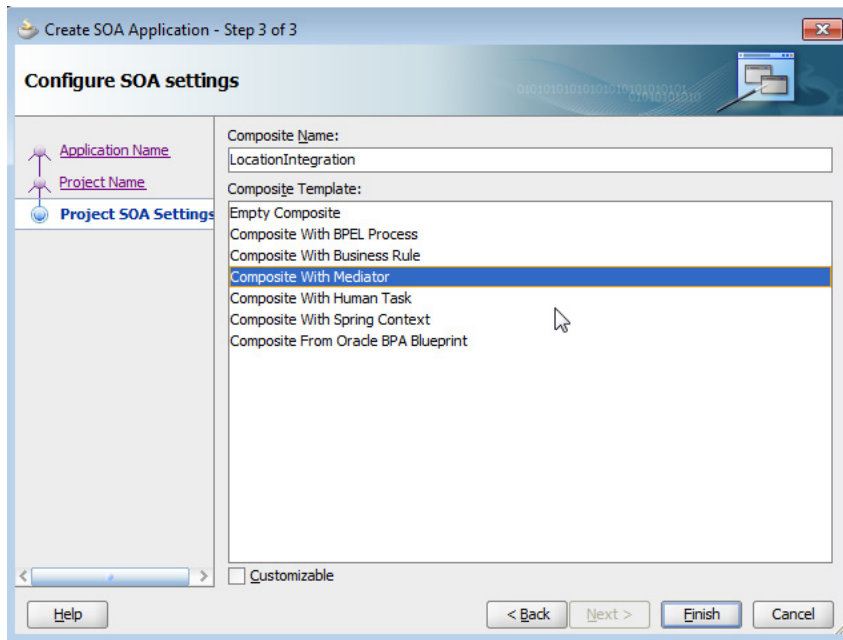 Create SOA Application - Step 3 of 3
Configure SOA settings
Application Name
Project Name
Project SOA Settings
Composite Name:
LocationIntegration
Composite Template:
Empty Composite
Composite With BPEL Process
Composite With Business Rule
Composite With Mediator
Composite With Human Task
Composite With Spring Context
Composite From Oracle BPA Blueprint
Customizable
Help
< Back
Next >
Finish
Cancel